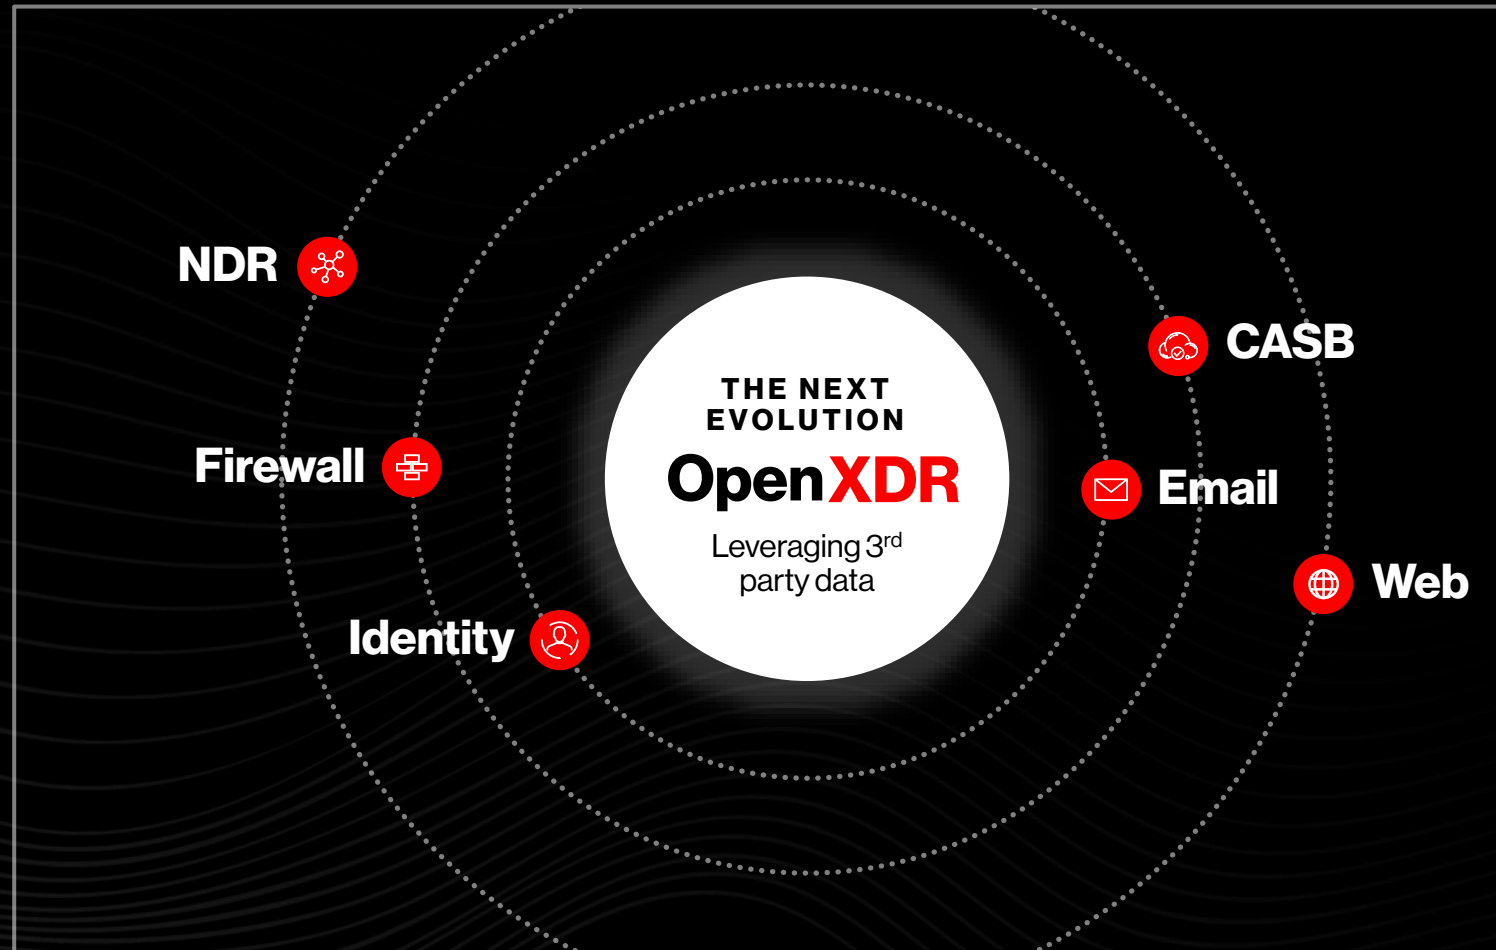 NDR
CASB
THE NEXT
EVOLUTION
Firewall
Open XDR
Email
Leveraging 3rd
party data
Web
Identity